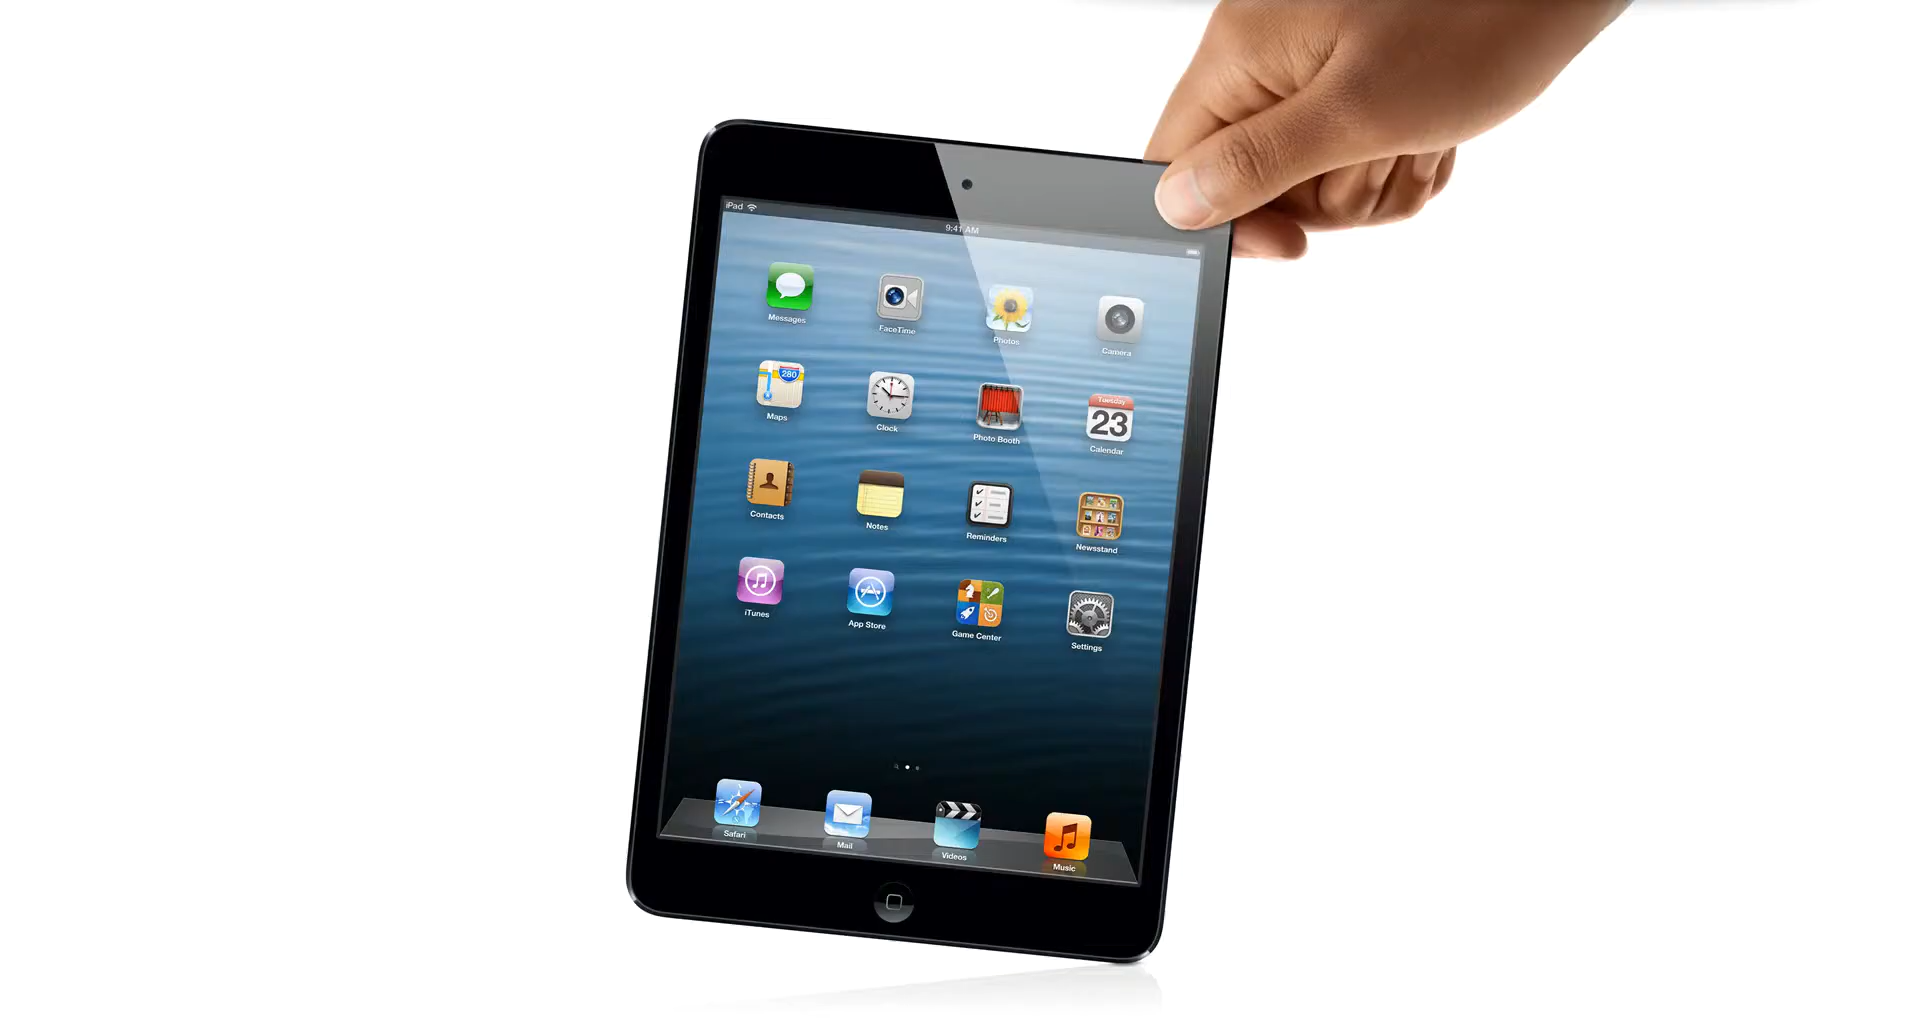 iPad
9:41 AM
Messages
FaceTime
Photos
Camera
280
Maps
Clock
Photo Booth
Tuesday
23
Calendar
Contacts
Notes
Reminders
Newsstand
iTunes
App Store
Game Center
Settings
Safari
Mail
Videos
Music